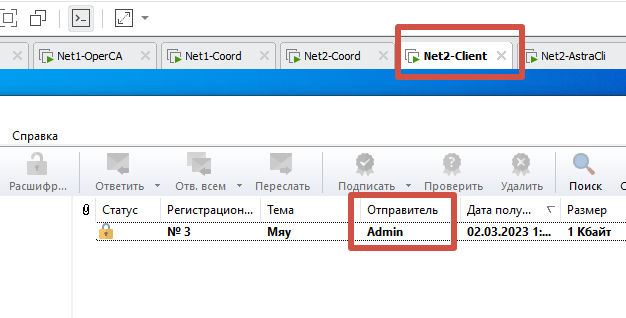 Net1-OperCA Net1-Coord Net2-Coord Net2-Client Net2-AstraCli
Справка
Расшифр... Ответить Отв. всем Переслать Подписать Проверить Удалить Поиск
Статус Регистрацион... Тема Отправитель Дата полу... Размер
№ 3 Мяу Admin 02.03.2023 1:... 1 Кбайт